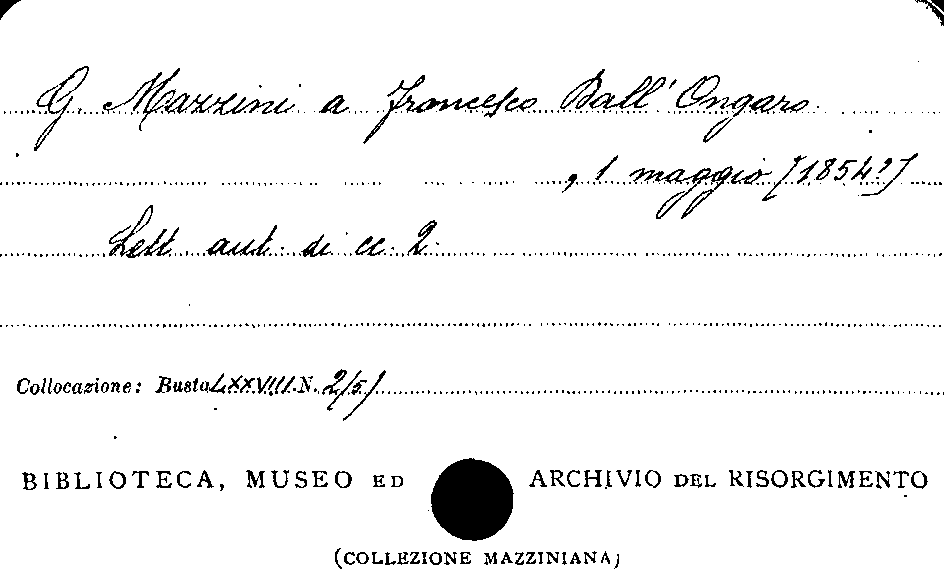 G. Mazzini a Francesco Dall' Ongaro
, 1 maggio [1854?]
Lett. aut. di cc. 2.
Collocazione: Busta LXXVIII N. 2/5/
BIBLIOTECA, MUSEO ED ARCHIVIO DEL RISORGIMENTO
(COLLEZIONE MAZZINIANA)